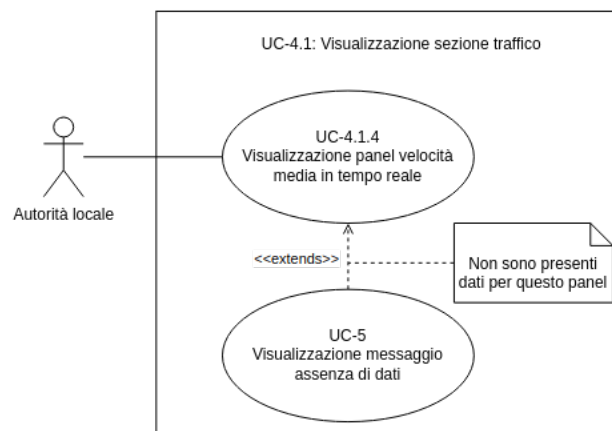 UC-4.1: Visualizzazione sezione traffico
UC-4.1.4
Visualizzazione panel velocità
media in tempo reale
Autorità locale
<<extends>>
Non sono presenti
dati per questo panel
UC-5
Visualizzazione messaggio
assenza di dati